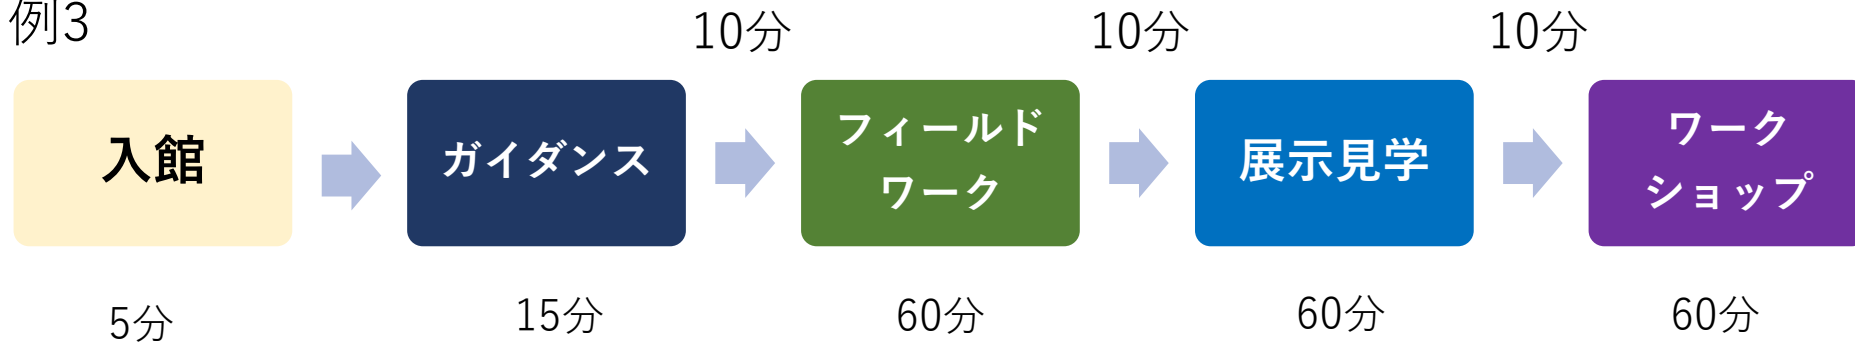 例3
10分
10分
10分
入館
ガイダンス
フィールド
ワーク
展示見学
ワーク
ショップ
5分
15分
60分
60分
60分